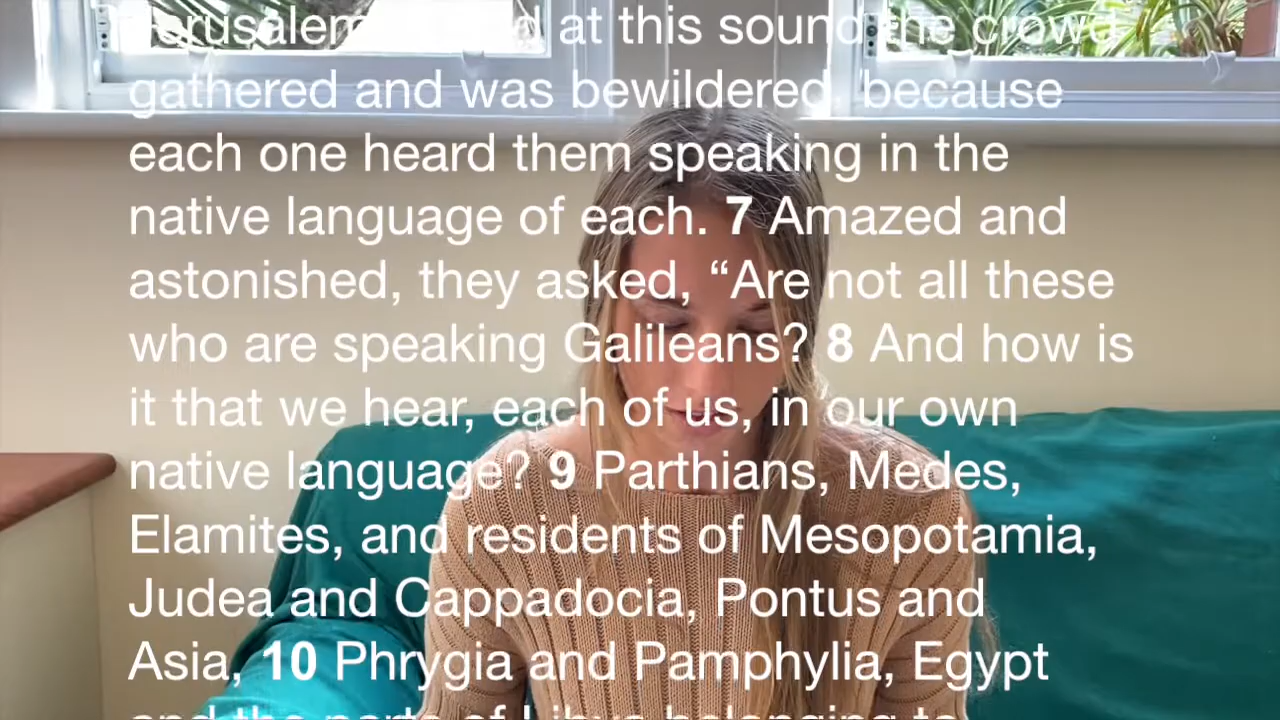 Jerusalem. at this sound the crowd
gathered and was bewildered, because
each one heard them speaking in the
native language of each. 7 Amazed and
astonished, they asked, “Are not all these
who are speaking Galileans? 8 And how is
it that we hear, each of us, in our own
native language? 9 Parthians, Medes,
Elamites, and residents of Mesopotamia,
Judea and Cappadocia, Pontus and
Asia, 10 Phrygia and Pamphylia, Egypt
and the parts of Libya belonging to